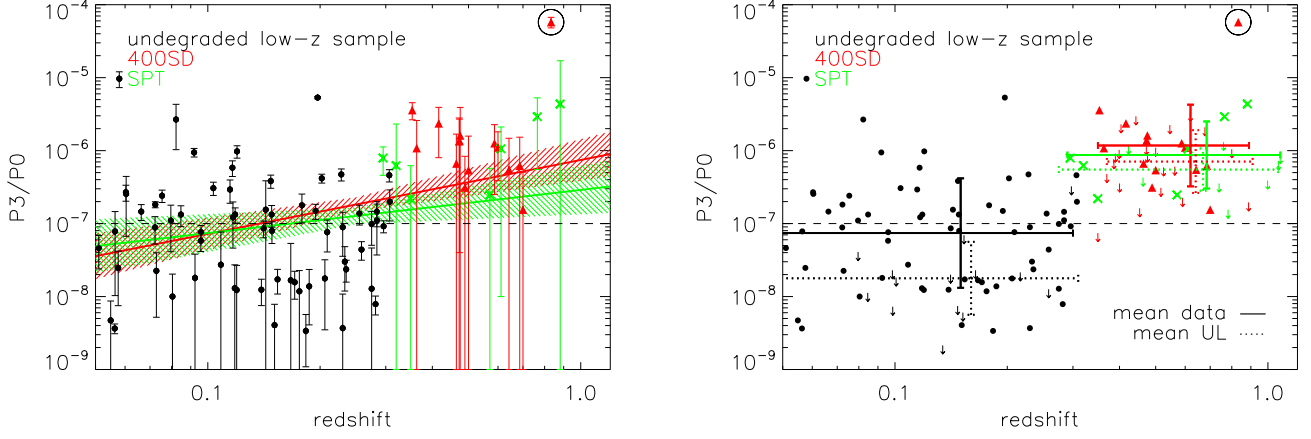 10⁻⁴
undegraded low-z sample
400SD
SPT
10⁻⁵
10⁻⁶
10⁻⁷
10⁻⁸
10⁻⁹
P3/P0
0.1
1.0
redshift
10⁻⁴
undegraded low-z sample
400SD
SPT
10⁻⁵
10⁻⁶
10⁻⁷
10⁻⁸
10⁻⁹
P3/P0
mean data
mean UL
0.1
1.0
redshift